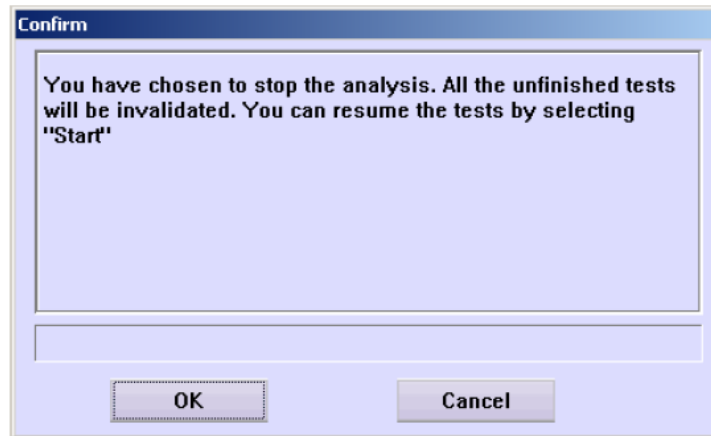 Confirm
You have chosen to stop the analysis. All the unfinished tests
will be invalidated. You can resume the tests by selecting
"Start"
OK
Cancel